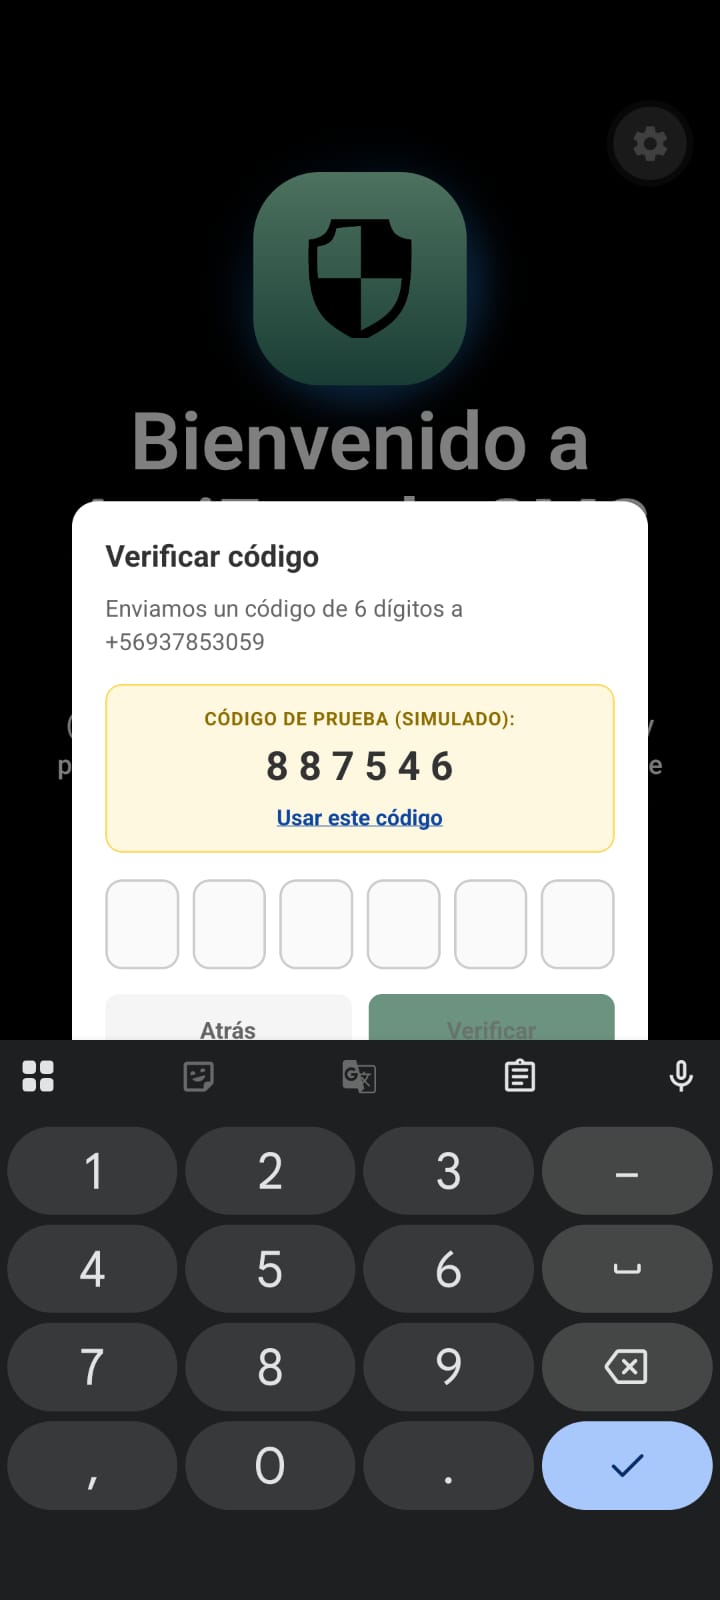 Bienvenido a
Verificar código
Enviamos un código de 6 dígitos a
+56937853059
CÓDIGO DE PRUEBA (SIMULADO):
887546
Usar este código
Atrás
Verificar
1
2
3
–
4
5
6
7
8
9
,
0
.